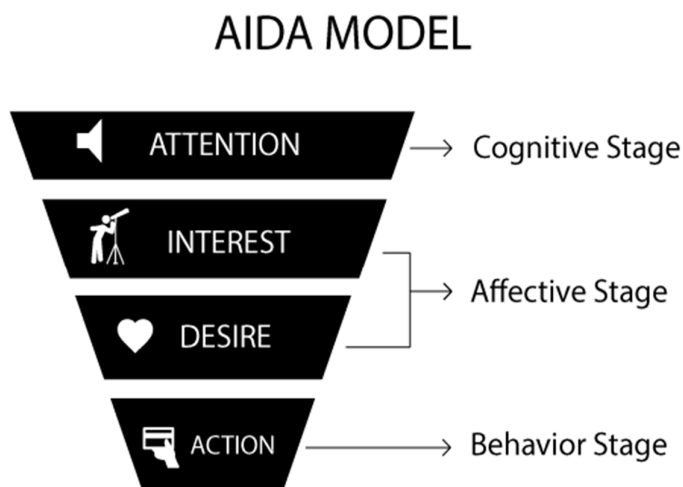 AIDA MODEL
ATTENTION
Cognitive Stage
INTEREST
Affective Stage
DESIRE
ACTION
Behavior Stage